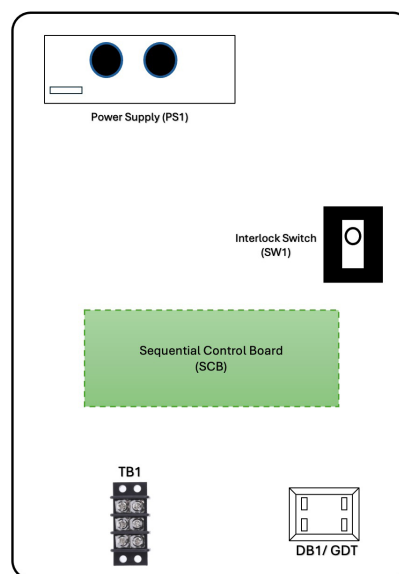 Power Supply (PS1)
Interlock Switch
(SW1)
Sequential Control Board
(SCB)
TB1
DB1/ GDT